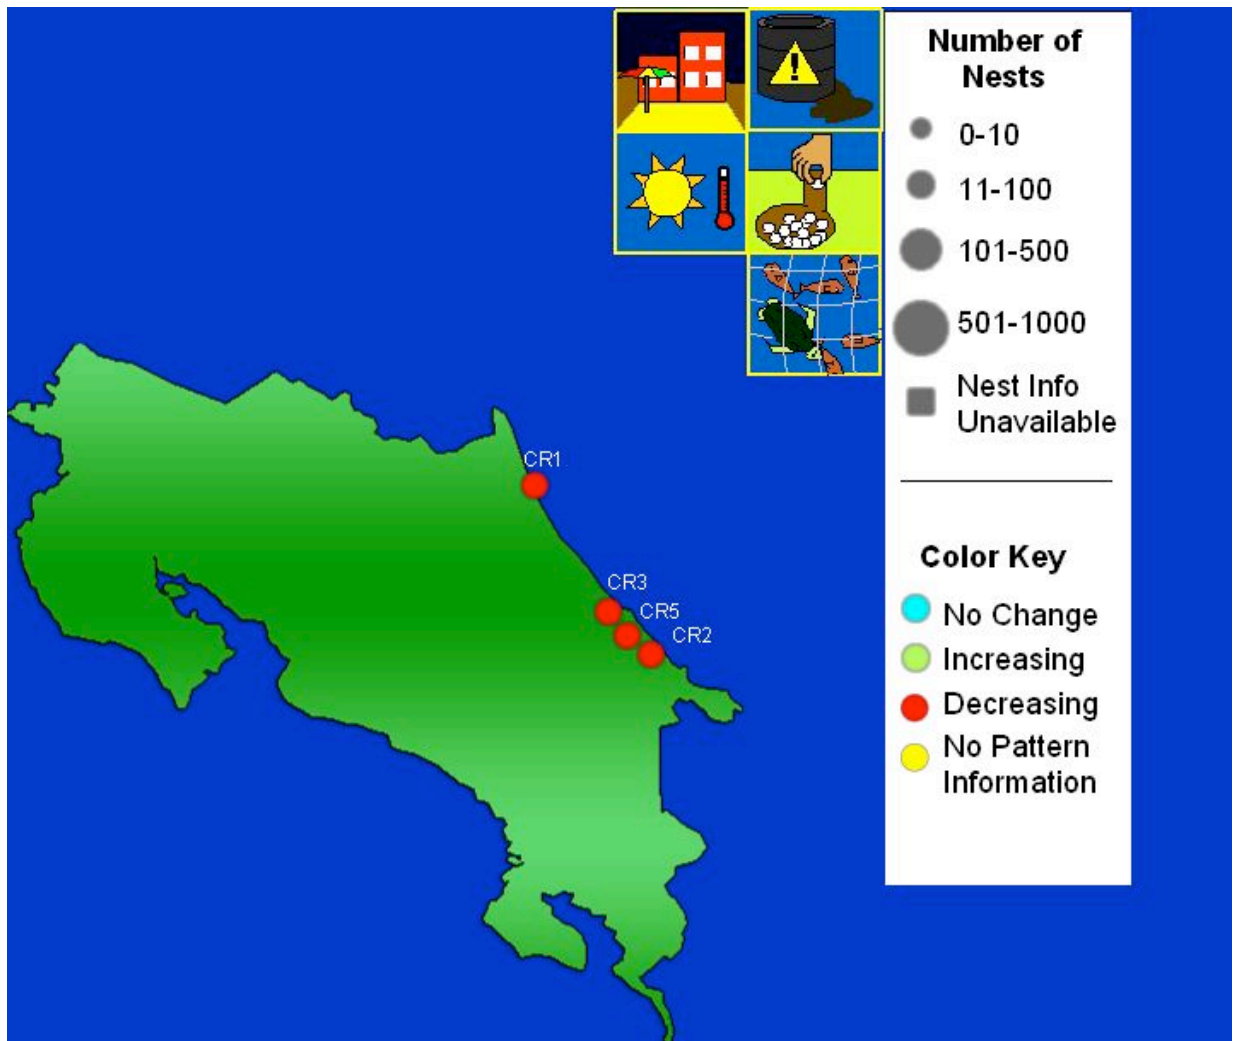 Number of
Nests
0-10
11-100
101-500
501-1000
Nest Info
Unavailable
CR1
CR3
CR5
CR2
Color Key
No Change
Increasing
Decreasing
No Pattern
Information
!